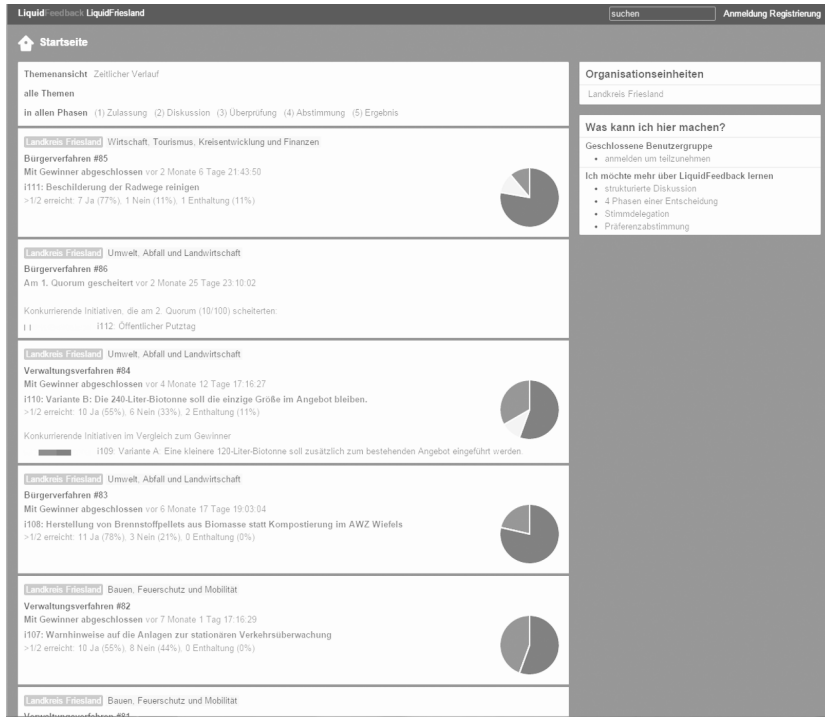 LiquidFeedback LiquidFriesland
suchen
Anmeldung Registrierung
Startseite
Themenansicht Zeitlicher Verlauf
alle Themen
in allen Phasen (1) Zulassung (2) Diskussion (3) Überprüfung (4) Abstimmung (5) Ergebnis
Landkreis Friesland Wirtschaft, Tourismus, Kreisentwicklung und Finanzen
Bürgerverfahren #85
Mit Gewinner abgeschlossen vor 2 Monate 6 Tage 21:43:50
i111: Beschilderung der Radwege reinigen
>1/2 erreicht: 7 Ja (77%), 1 Nein (11%), 1 Enthaltung (11%)
Landkreis Friesland Umwelt, Abfall und Landwirtschaft
Bürgerverfahren #86
Am 1. Quorum gescheitert vor 2 Monate 25 Tage 23:10:02
Konkurrierende Initiativen, die am 2. Quorum (10/100) scheiterten:
i112: Öffentlicher Putztag
Landkreis Friesland Umwelt, Abfall und Landwirtschaft
Verwaltungsverfahren #84
Mit Gewinner abgeschlossen vor 4 Monate 12 Tage 17:16:27
i110: Variante B: Die 240-Liter-Biotonne soll die einzige Größe im Angebot bleiben.
>1/2 erreicht: 10 Ja (55%), 6 Nein (33%), 2 Enthaltung (11%)
Konkurrierende Initiativen im Vergleich zum Gewinner
i109: Variante A: Eine kleinere 120-Liter-Biotonne soll zusätzlich zum bestehenden Angebot eingeführt werden.
Landkreis Friesland Umwelt, Abfall und Landwirtschaft
Bürgerverfahren #83
Mit Gewinner abgeschlossen vor 6 Monate 17 Tage 19:03:04
i108: Herstellung von Brennstoffpellets aus Biomasse statt Kompostierung im AWZ Wiefels
>1/2 erreicht: 11 Ja (78%), 3 Nein (21%), 0 Enthaltung (0%)
Landkreis Friesland Bauen, Feuerschutz und Mobilität
Verwaltungsverfahren #82
Mit Gewinner abgeschlossen vor 7 Monate 1 Tag 17:16:29
i107: Warnhinweise auf die Anlagen zur stationären Verkehrsüberwachung
>1/2 erreicht: 10 Ja (55%), 8 Nein (44%), 0 Enthaltung (0%)
Landkreis Friesland Bauen, Feuerschutz und Mobilität
Verwaltungsverfahren #81
Organisationseinheiten
Landkreis Friesland
Was kann ich hier machen?
Geschlossene Benutzergruppe
• anmelden um teilzunehmen
Ich möchte mehr über LiquidFeedback lernen
• strukturierte Diskussion
• 4 Phasen einer Entscheidung
• Stimmdelegation
• Präferenzabstimmung